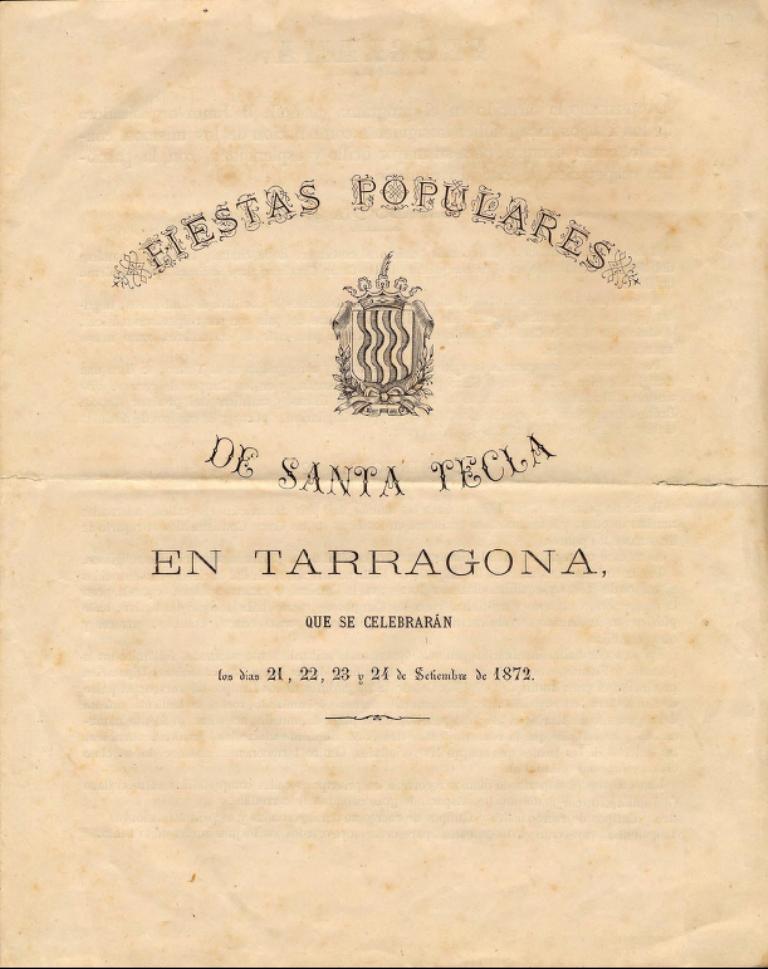 FIESTAS POPULARES
DE SANTA TECLA
EN TARRAGONA,
QUE SE CELEBRARÁN
los dias 21, 22, 23 y 24 de Setiembre de 1872.